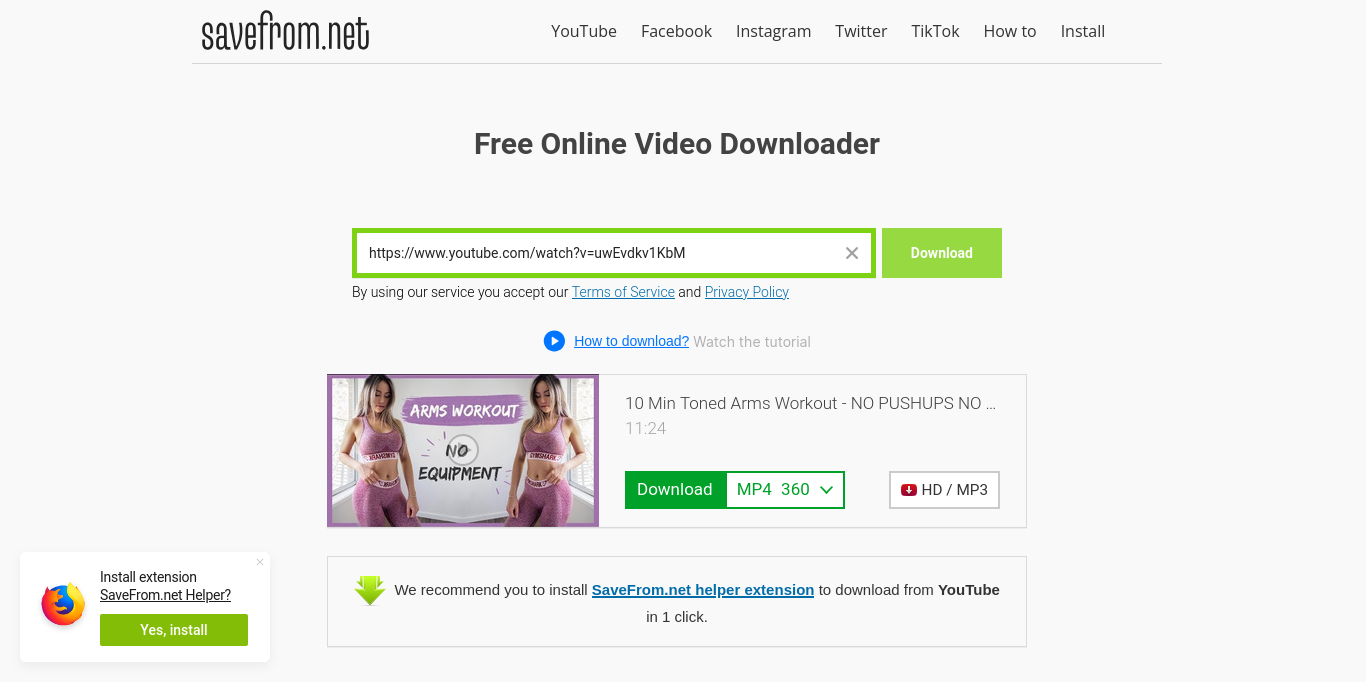 savefrom.net
YouTube Facebook Instagram Twitter TikTok How to Install
Free Online Video Downloader
https://www.youtube.com/watch?v=uwEvdkv1KbM
Download
By using our service you accept our Terms of Service and Privacy Policy
How to download? Watch the tutorial
ARMS WORKOUT
NO
EQUIPMENT
GYMSHARK
10 Min Toned Arms Workout - NO PUSHUPS NO ...
11:24
Download MP4 360
HD / MP3
Install extension
SaveFrom.net Helper?
Yes, install
We recommend you to install SaveFrom.net helper extension to download from YouTube
in 1 click.